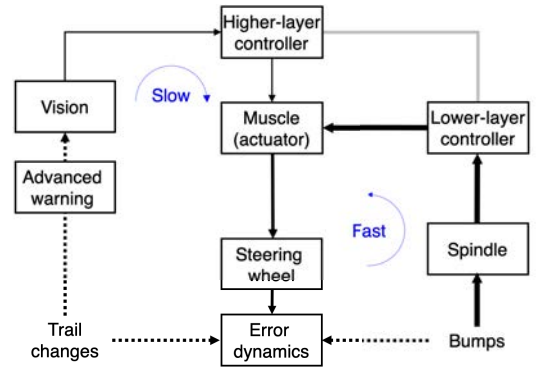 Higher-layer
controller
Slow
Vision
Muscle
(actuator)
Lower-layer
controller
Advanced
warning
Fast
Steering
wheel
Spindle
Trail
changes
Error
dynamics
Bumps